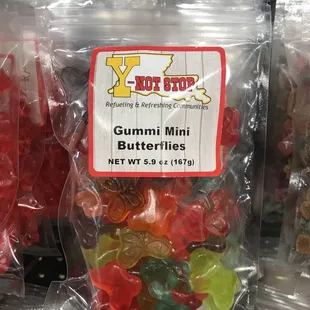 Y-NOT STOP
Refueling & Refreshing Communities
Gummi Mini
Butterflies
NET WT 5.9 oz (167g)